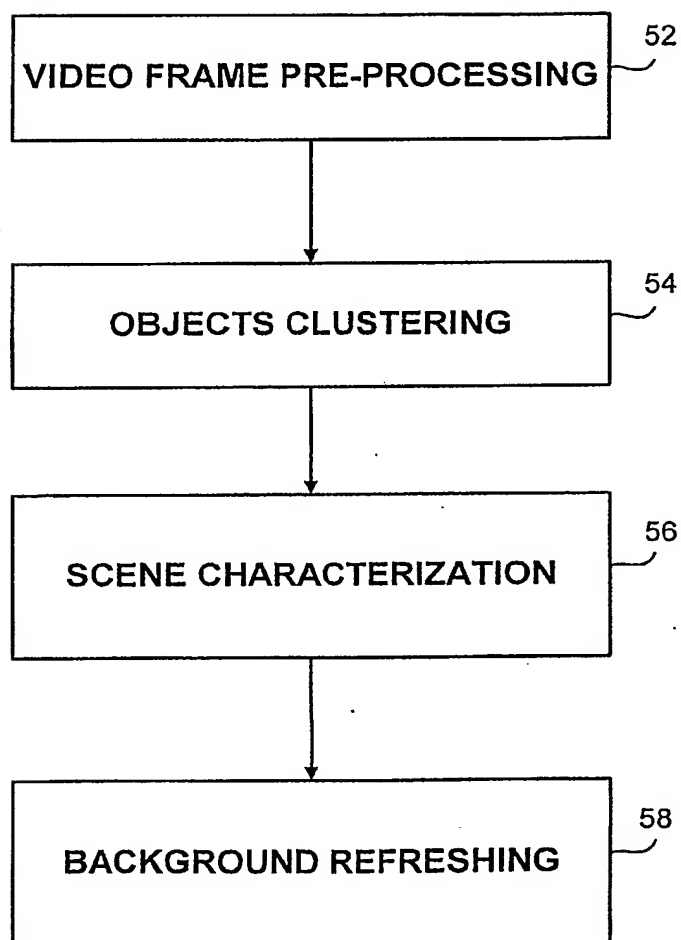 52
VIDEO FRAME PRE-PROCESSING
54
OBJECTS CLUSTERING
56
SCENE CHARACTERIZATION
58
BACKGROUND REFRESHING